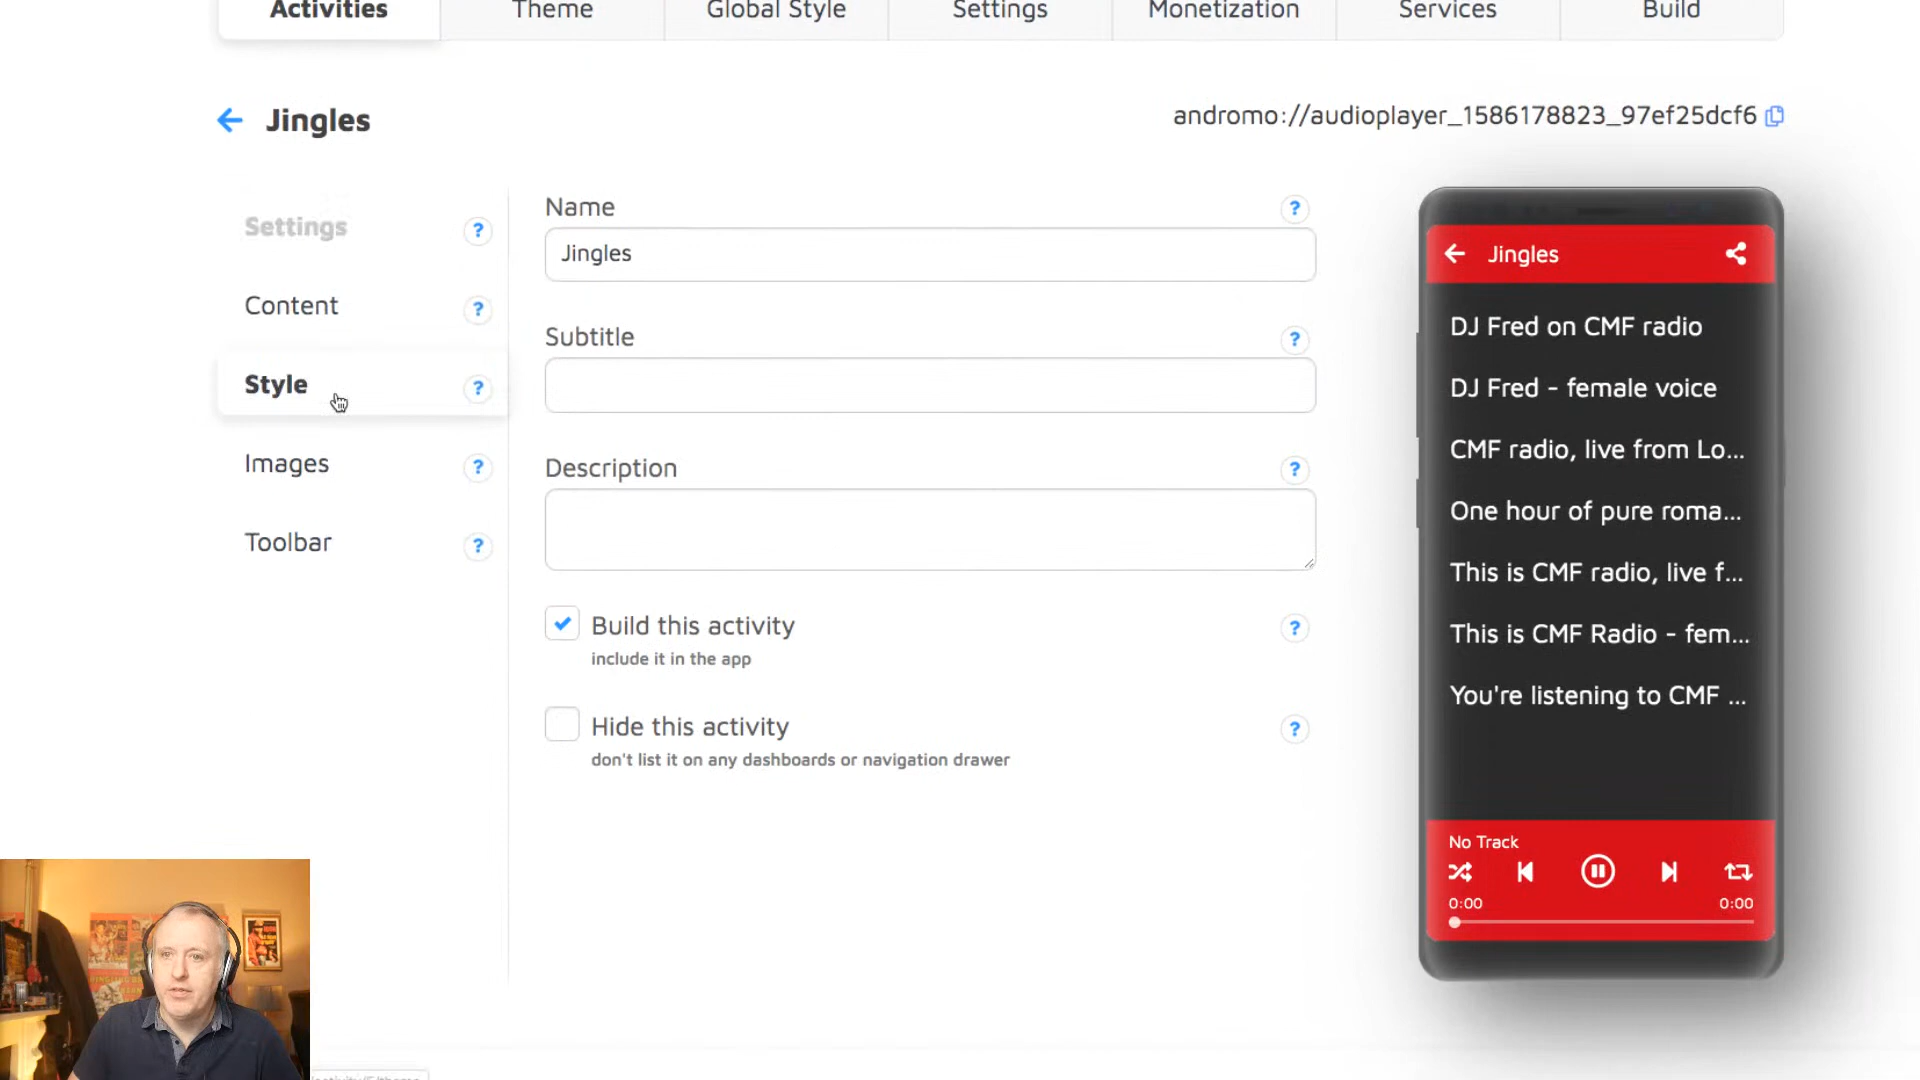 Activities
Theme
Global Style
Settings
Monetization
Services
Build
Jingles
andromo://audioplayer_1586178823_97ef25dcf6
Settings ?
Content ?
Style ?
Images ?
Toolbar ?
Name ?
Jingles
Subtitle ?
Description ?
Build this activity ?
include it in the app
Hide this activity ?
don't list it on any dashboards or navigation drawer
Jingles
DJ Fred on CMF radio
DJ Fred - female voice
CMF radio, live from Lo...
One hour of pure roma...
This is CMF radio, live f...
This is CMF Radio - fem...
You're listening to CMF ...
No Track
0:00 0:00